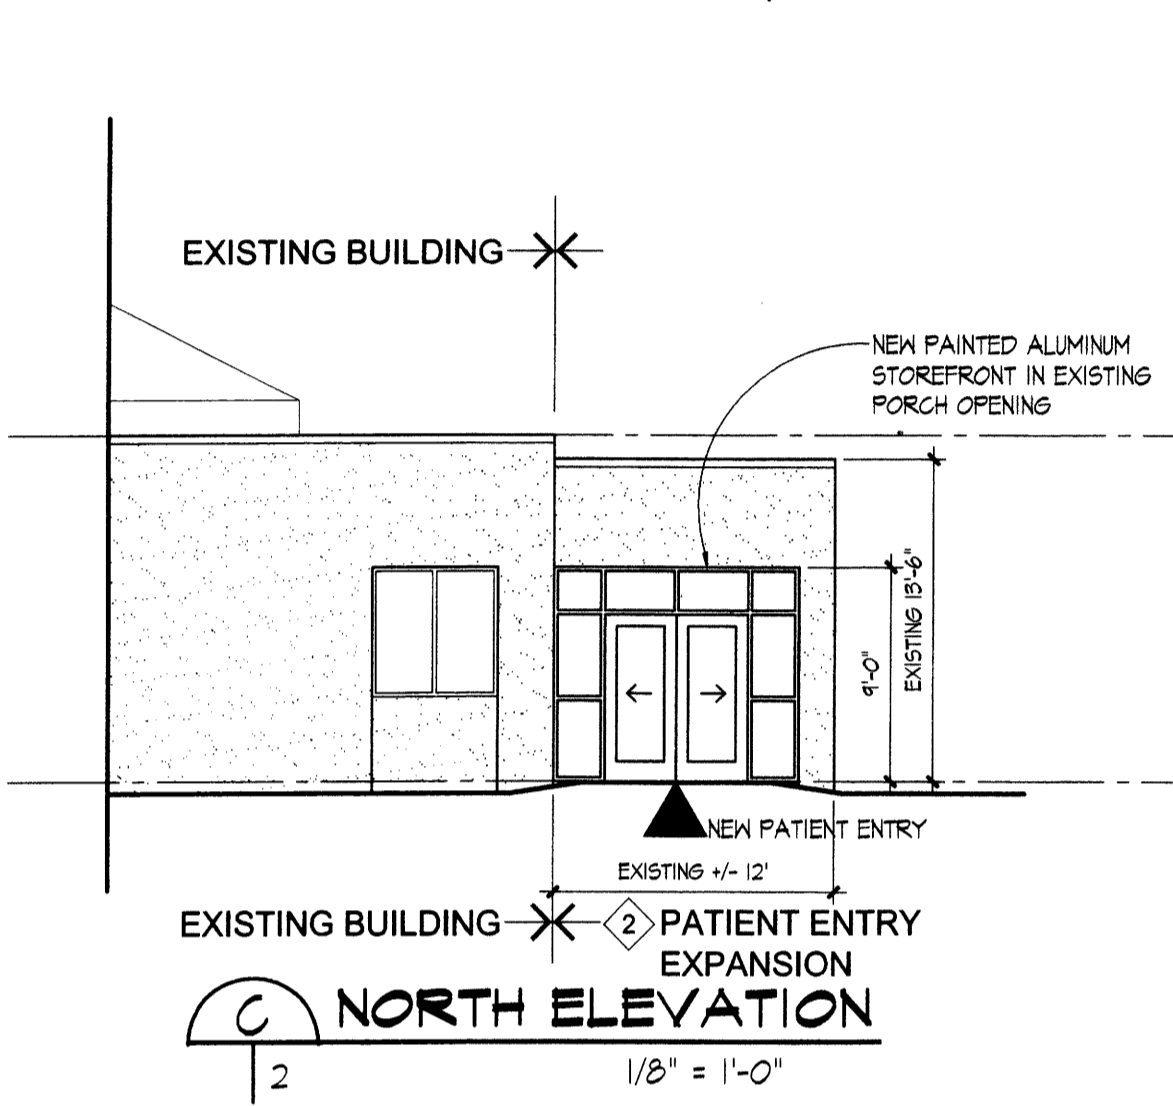 EXISTING BUILDING
NEW PAINTED ALUMINUM
STOREFRONT IN EXISTING
PORCH OPENING
9'-0"
EXISTING 13'-6"
NEW PATIENT ENTRY
EXISTING +/- 12'
EXISTING BUILDING
2 PATIENT ENTRY
EXPANSION
C NORTH ELEVATION
2
1/8" = 1'-0"